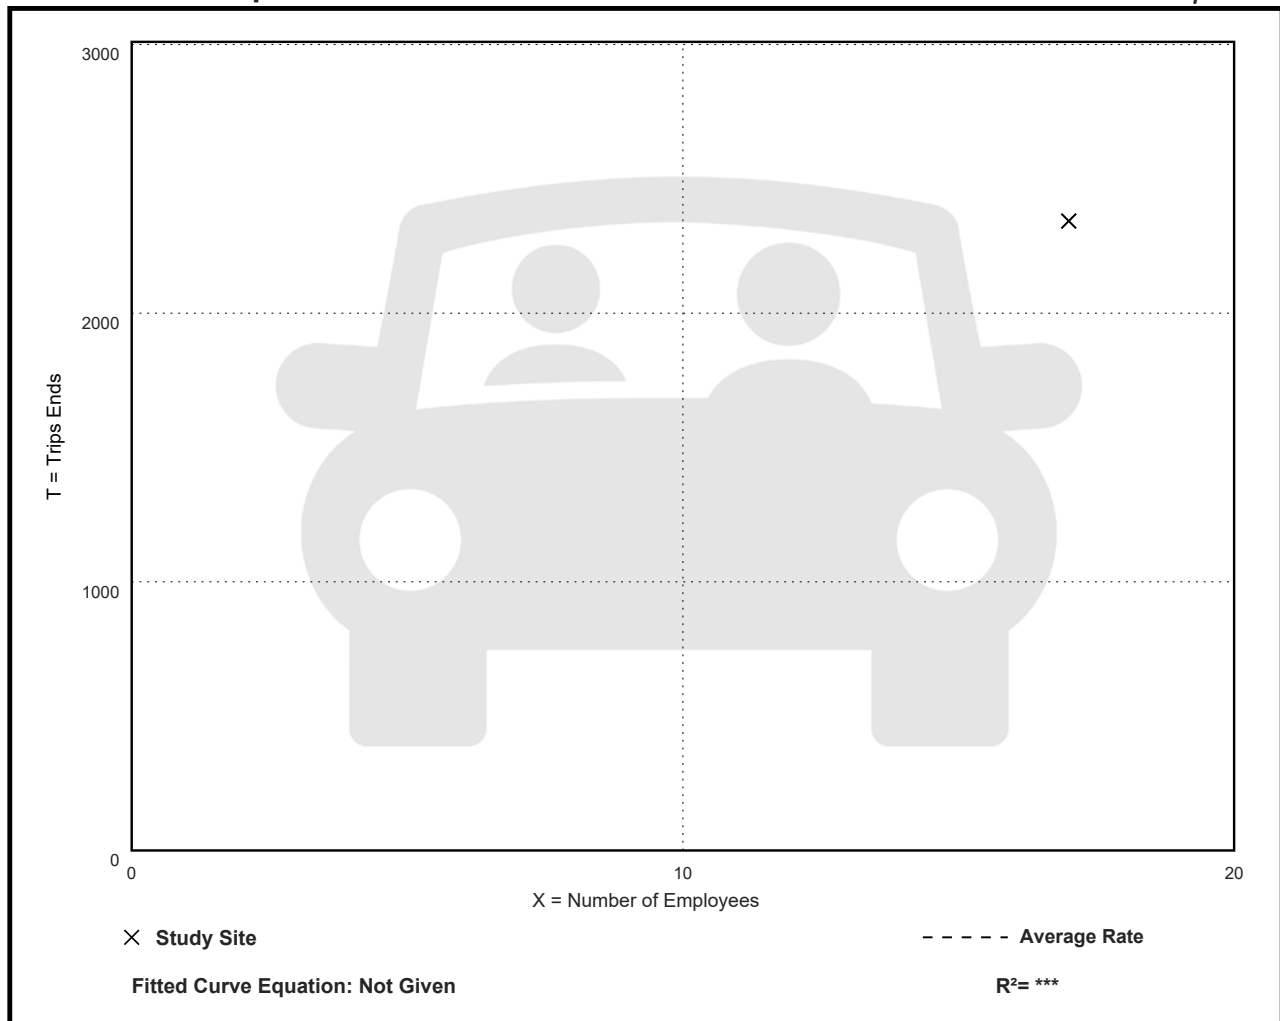 3000
2000
1000
0
T = Trips Ends
0 10 20
X = Number of Employees
Study Site
Average Rate
Fitted Curve Equation: Not Given
R²= ***